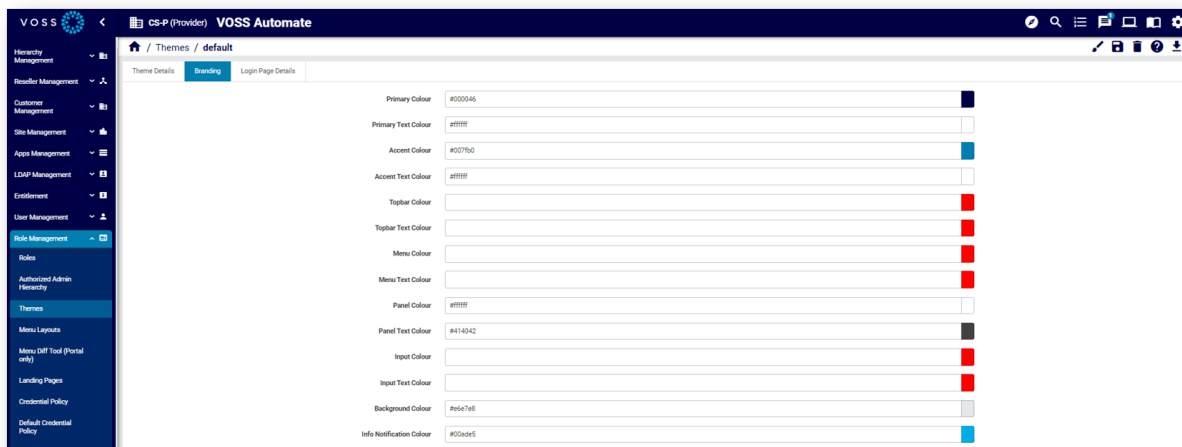 VOSS
CS-P (Provider) VOSS Automate
1
/ Themes / default
Theme Details Branding Login Page Details
Hierarchy
Management
Reseller Management
Customer
Management
Site Management
Apps Management
LDAP Management
Entitlement
User Management
Role Management
Roles
Authorized Admin
Hierarchy
Themes
Menu Layouts
Menu Diff Tool (Portal
only)
Landing Pages
Credential Policy
Default Credential
Policy
Primary Colour #000046
Primary Text Colour #ffffff
Accent Colour #007fb0
Accent Text Colour #ffffff
Topbar Colour
Topbar Text Colour
Menu Colour
Menu Text Colour
Panel Colour #ffffff
Panel Text Colour #414042
Input Colour
Input Text Colour
Background Colour #e6e7e8
Info Notification Colour #00ade5